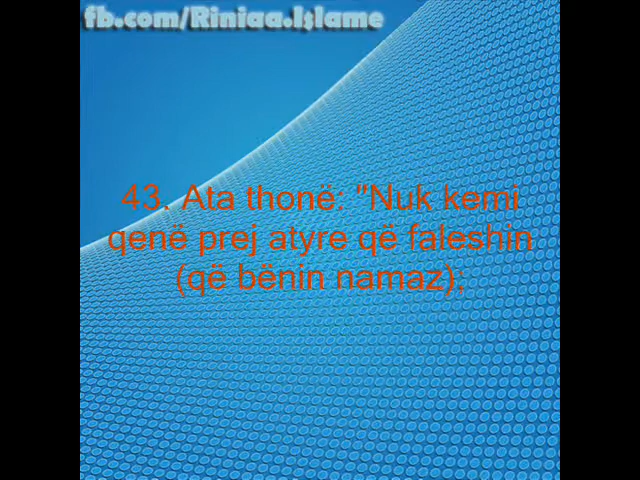 fb.com/Riniaa.Islame
43. Ata thonë: "Nuk kemi
qenë prej atyre që faleshin
(që bënin namaz);